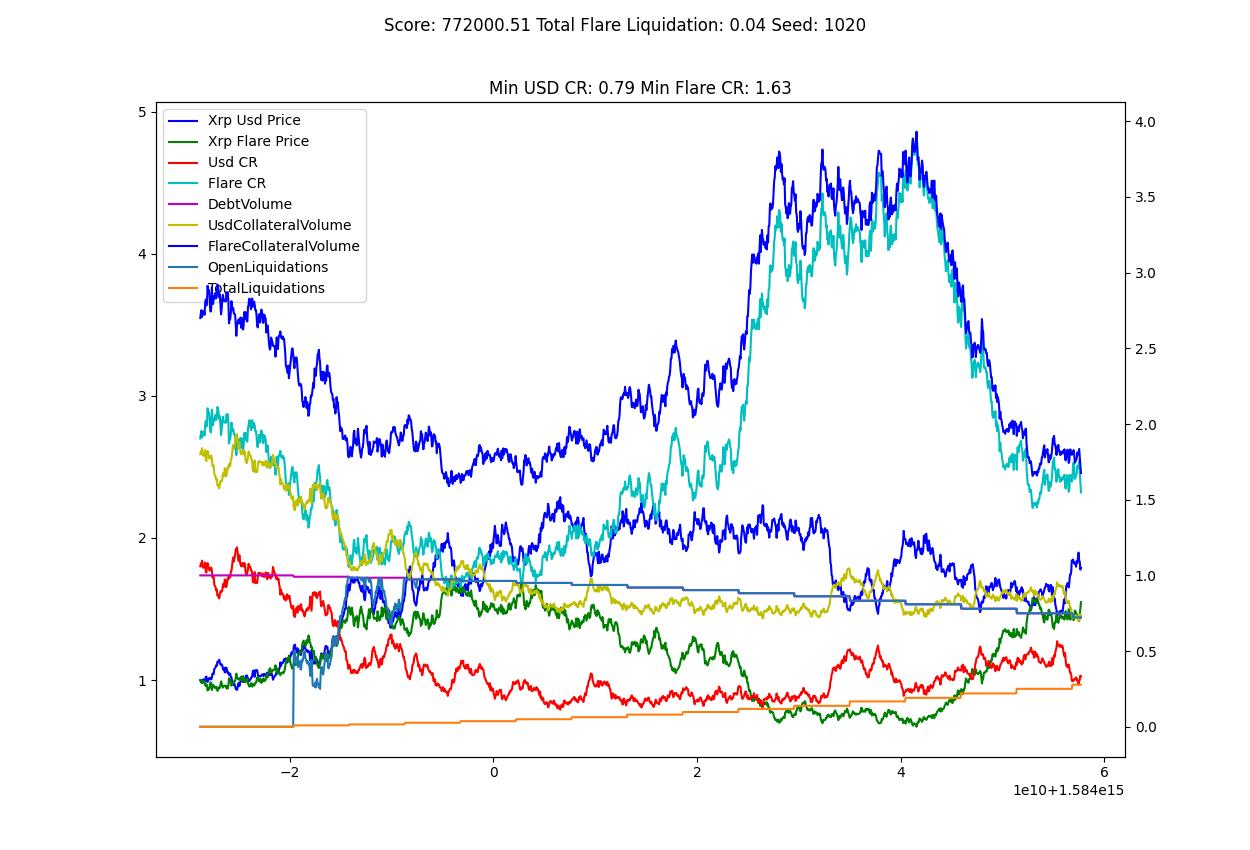 Score: 772000.51 Total Flare Liquidation: 0.04 Seed: 1020
Min USD CR: 0.79 Min Flare CR: 1.63
Xrp Usd Price
Xrp Flare Price
Usd CR
Flare CR
DebtVolume
UsdCollateralVolume
FlareCollateralVolume
OpenLiquidations
TotalLiquidations
5
4
3
2
1
4.0
3.5
3.0
2.5
2.0
1.5
1.0
0.5
0.0
−2 0 2 4 6
1e10+1.584e15